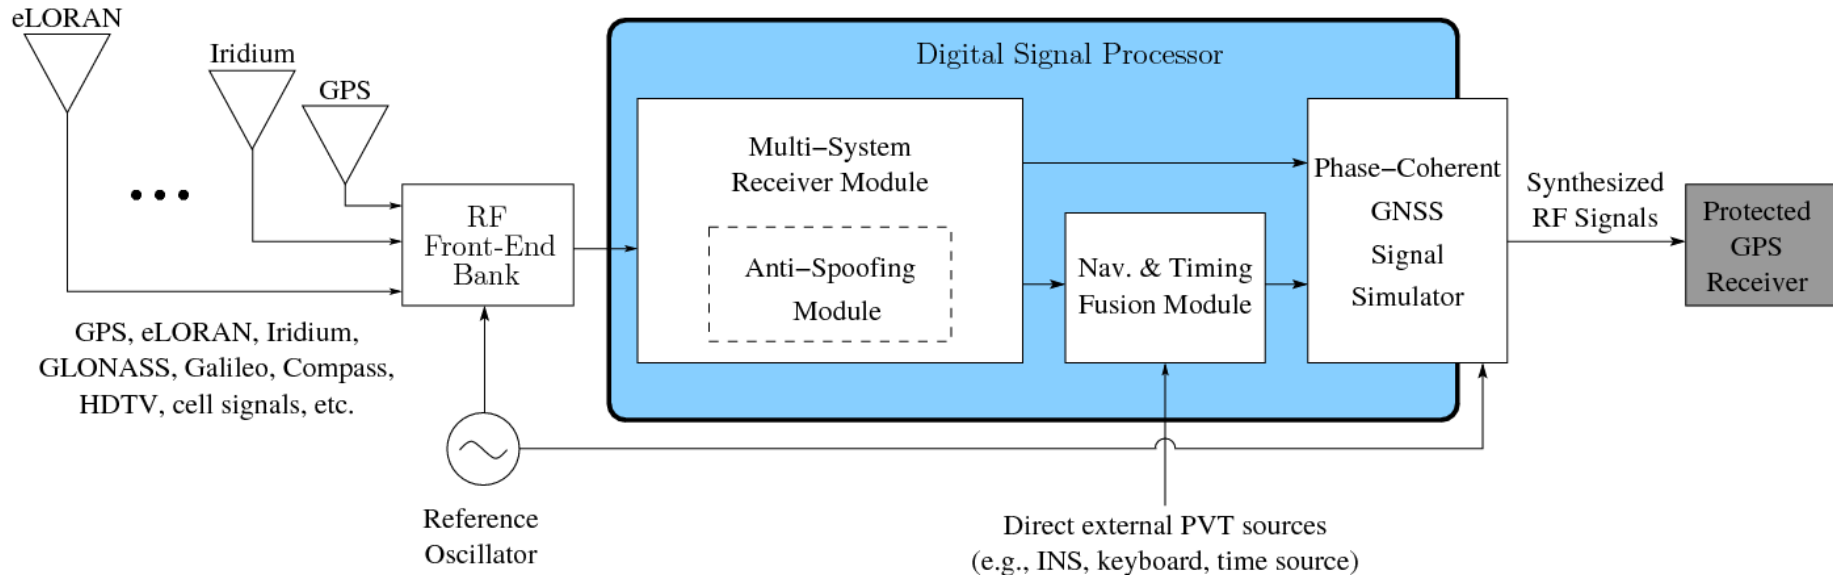 eLORAN
Iridium
GPS
RF
Front-End
Bank
GPS, eLORAN, Iridium,
GLONASS, Galileo, Compass,
HDTV, cell signals, etc.
Reference
Oscillator
Digital Signal Processor
Multi−System
Receiver Module
Anti−Spoofing
Module
Nav. & Timing
Fusion Module
Direct external PVT sources
(e.g., INS, keyboard, time source)
Phase−Coherent
GNSS
Signal
Simulator
Synthesized
RF Signals
Protected
GPS
Receiver